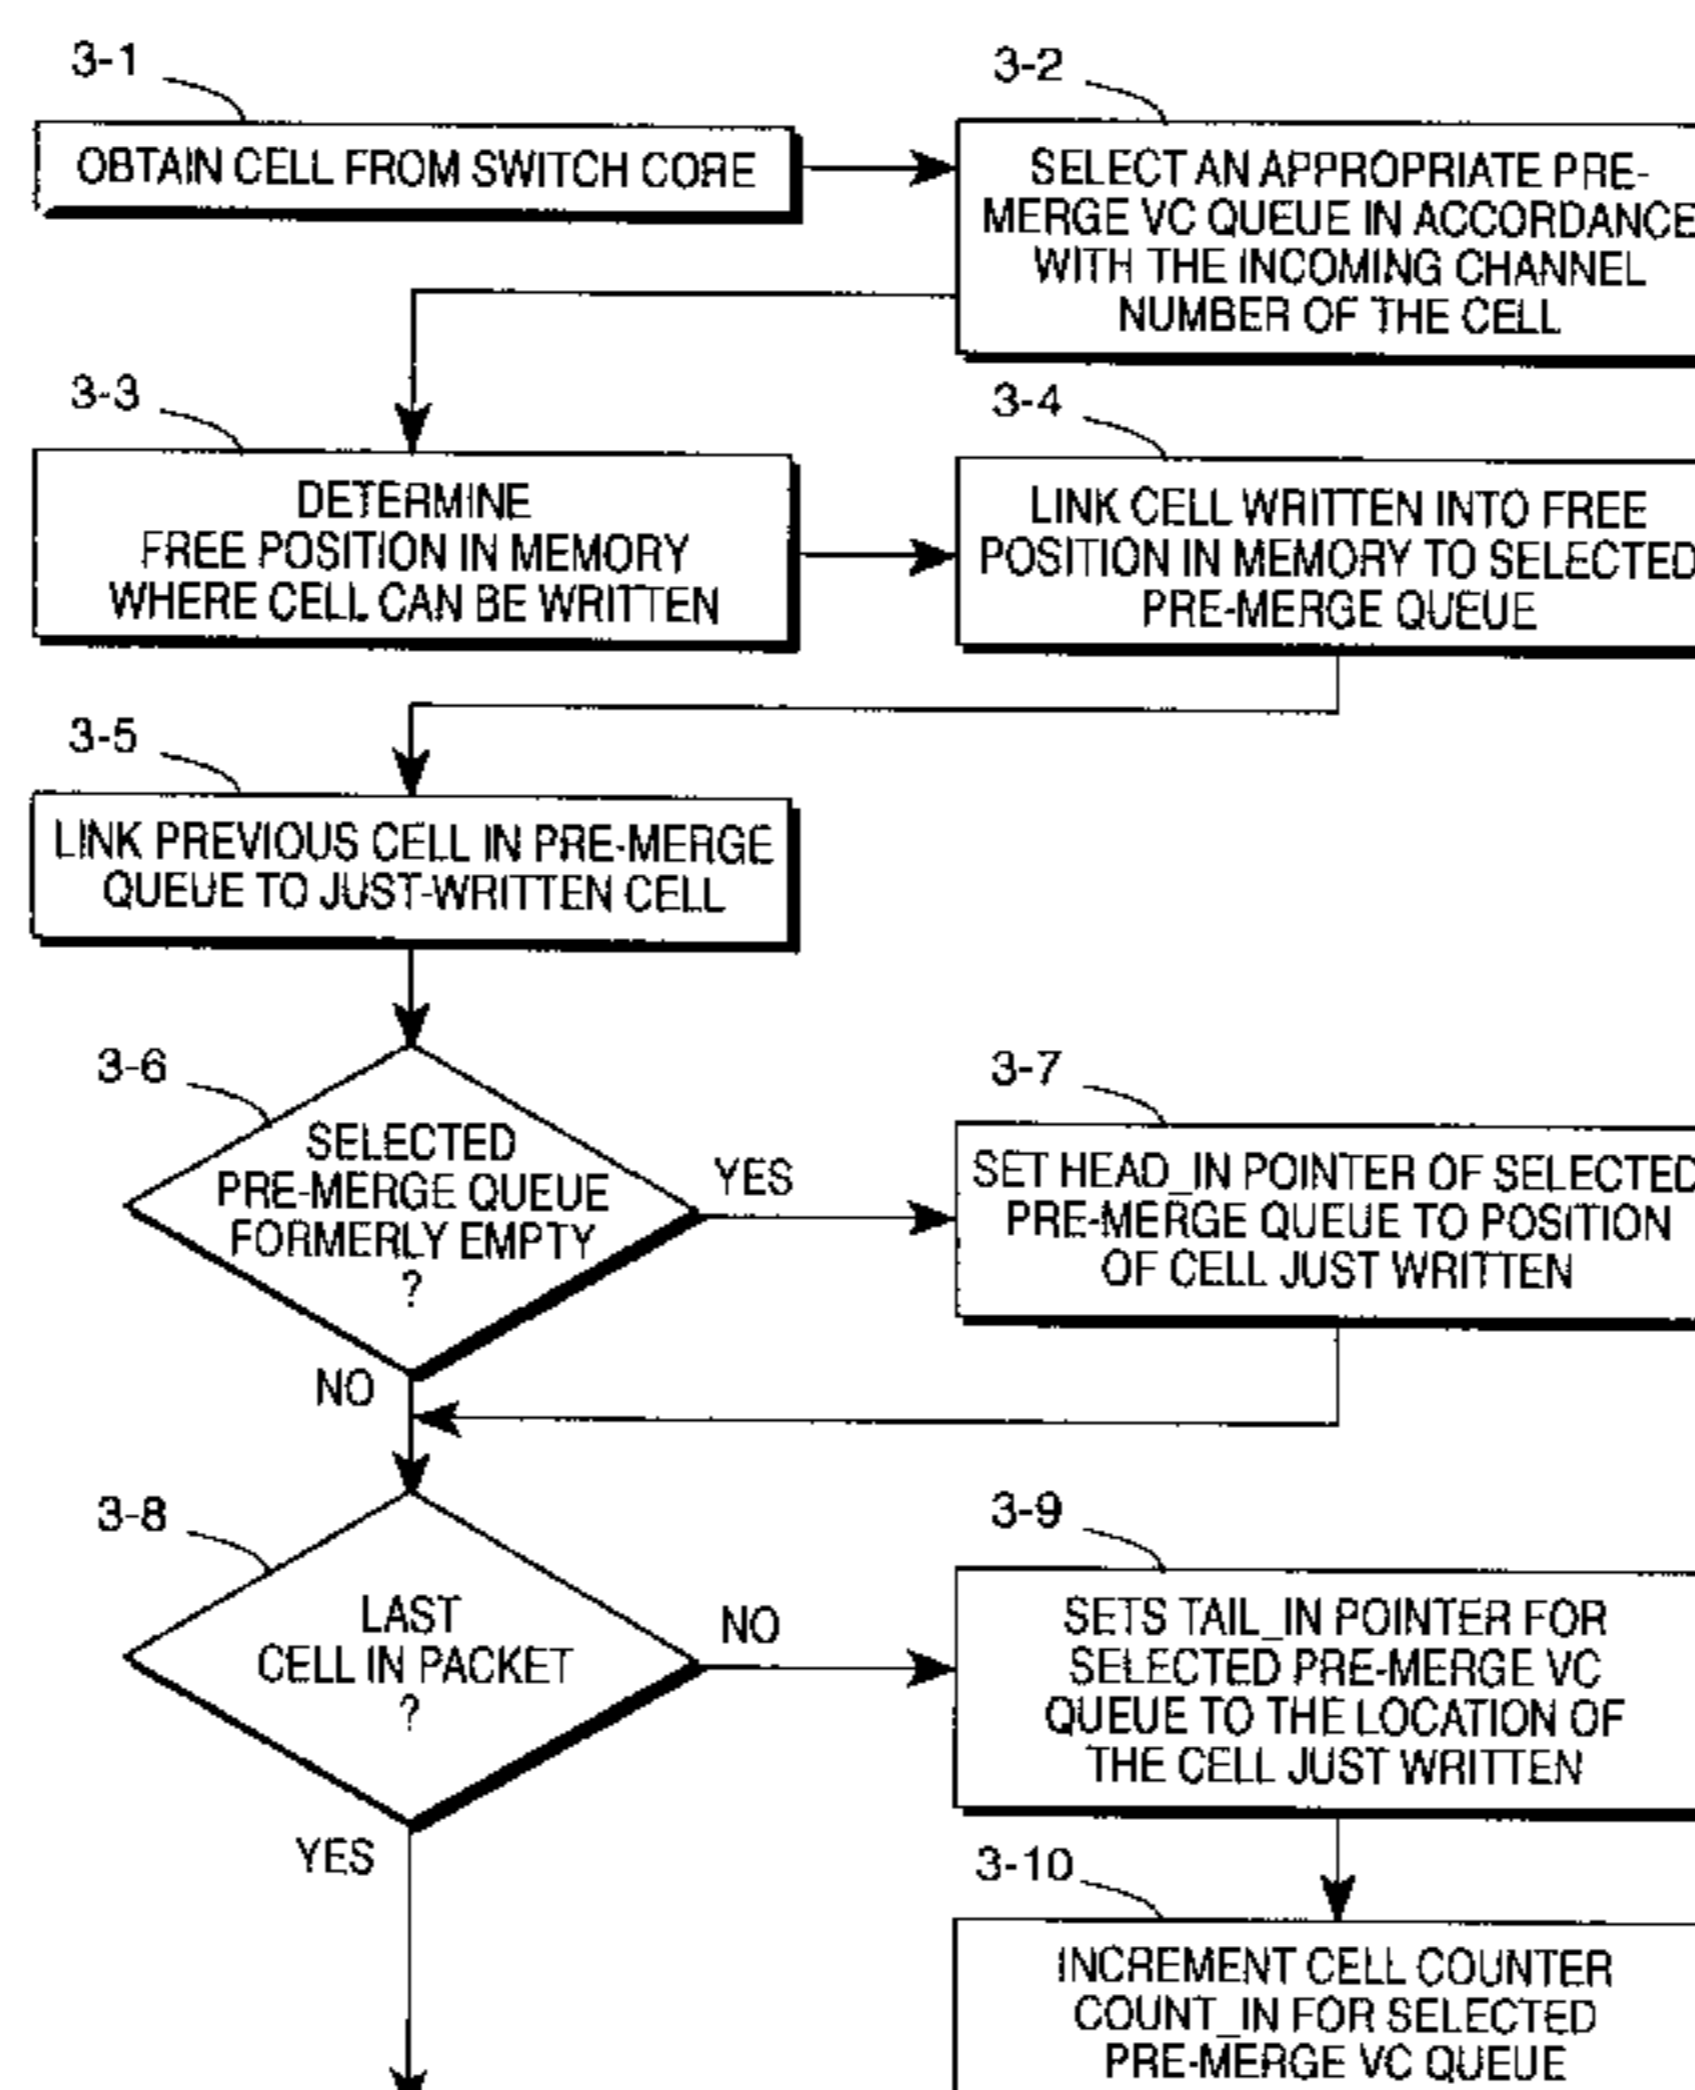 3-1
OBTAIN CELL FROM SWITCH CORE
3-2
SELECT AN APPROPRIATE PRE-
MERGE VC QUEUE IN ACCORDANCE
WITH THE INCOMING CHANNEL
NUMBER OF THE CELL
3-3
DETERMINE
FREE POSITION IN MEMORY
WHERE CELL CAN BE WRITTEN
3-4
LINK CELL WRITTEN INTO FREE
POSITION IN MEMORY TO SELECTED
PRE-MERGE QUEUE
3-5
LINK PREVIOUS CELL IN PRE-MERGE
QUEUE TO JUST-WRITTEN CELL
3-6
SELECTED
PRE-MERGE QUEUE
FORMERLY EMPTY
?
YES
NO
3-7
SET HEAD_IN POINTER OF SELECTED
PRE-MERGE QUEUE TO POSITION
OF CELL JUST WRITTEN
3-8
LAST
CELL IN PACKET
?
NO
YES
3-9
SETS TAIL_IN POINTER FOR
SELECTED PRE-MERGE VC
QUEUE TO THE LOCATION OF
THE CELL JUST WRITTEN
3-10
INCREMENT CELL COUNTER
COUNT_IN FOR SELECTED
PRE-MERGE VC QUEUE